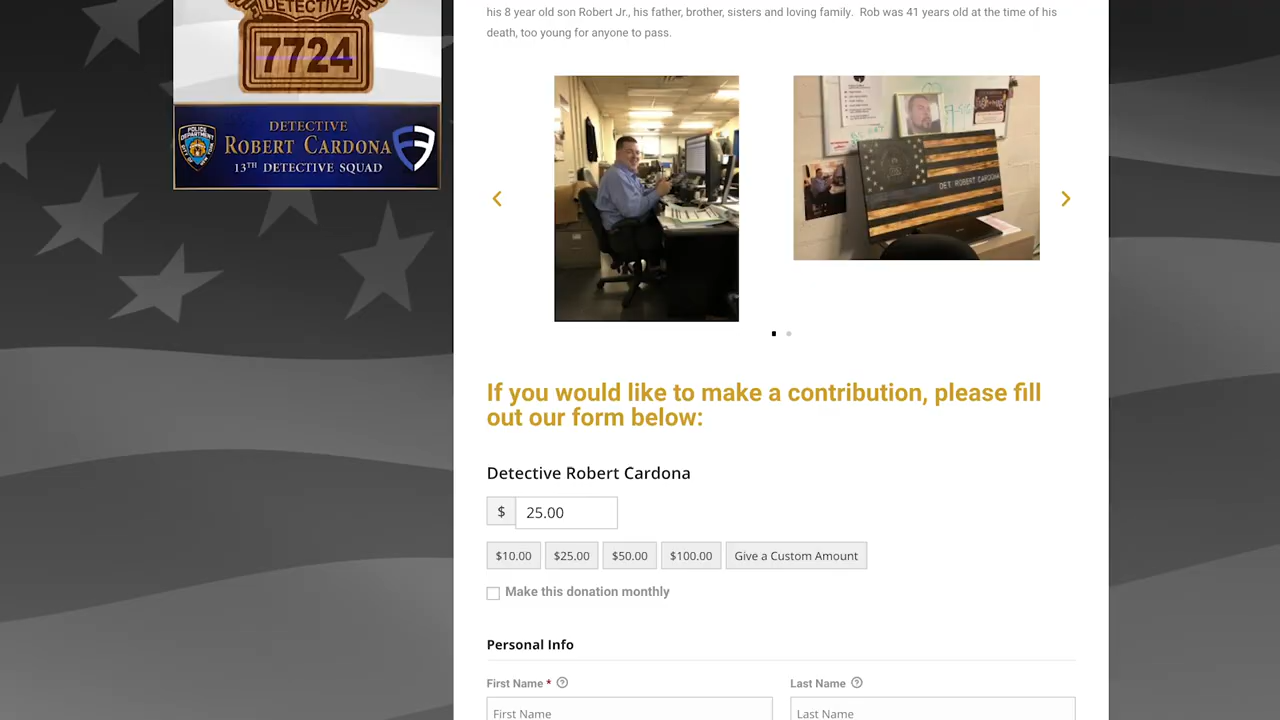 DETECTIVE
7724
DETECTIVE
ROBERT CARDONA
13TH DETECTIVE SQUAD
his 8 year old son Robert Jr., his father, brother, sisters and loving family.  Rob was 41 years old at the time of his
death, too young for anyone to pass.
DET. ROBERT CARDONA
If you would like to make a contribution, please fill
out our form below:
Detective Robert Cardona
$ 25.00
$10.00 $25.00 $50.00 $100.00 Give a Custom Amount
Make this donation monthly
Personal Info
First Name * Last Name
First Name Last Name